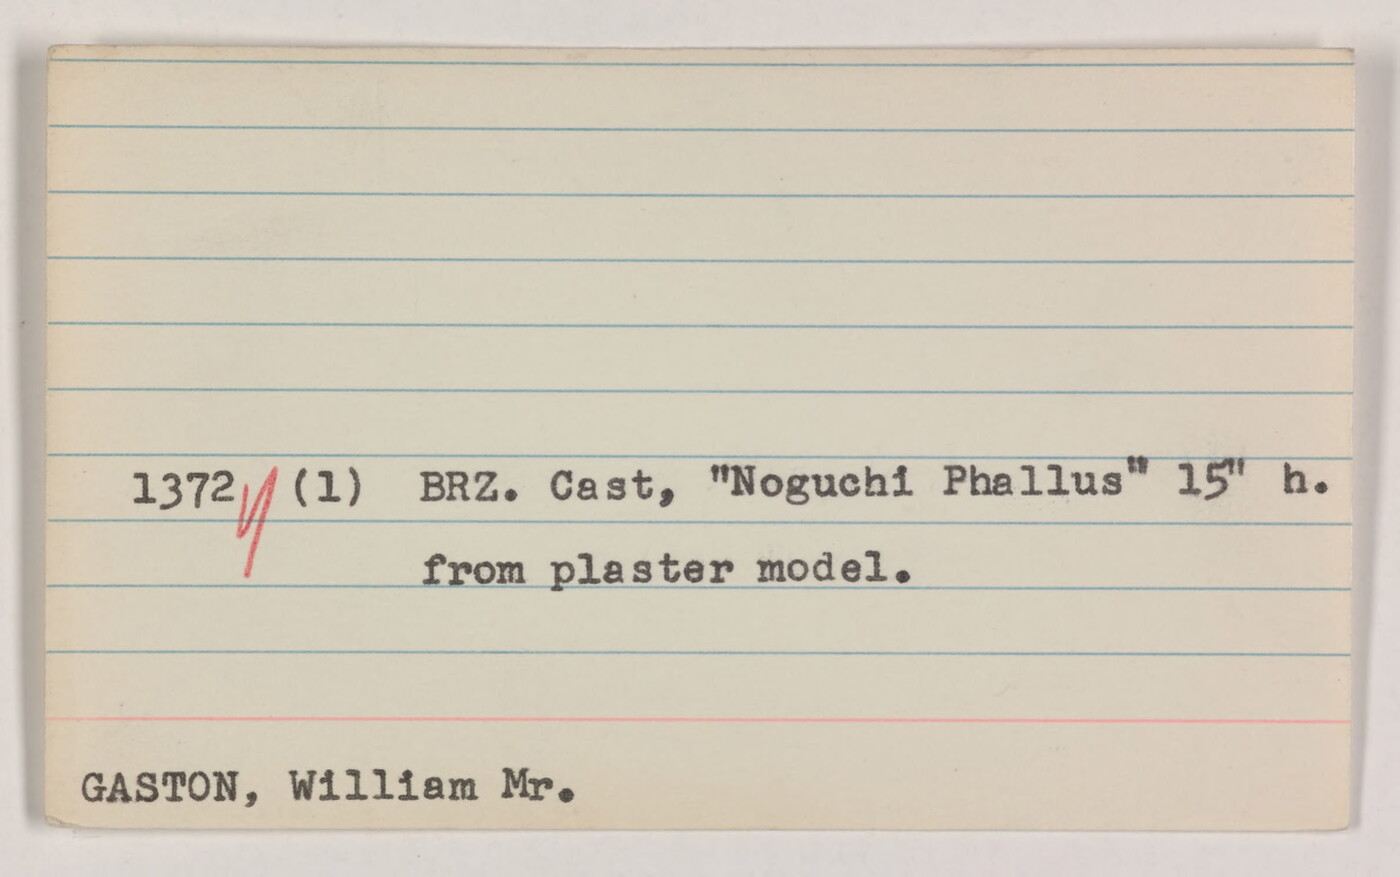 1372 (1) BRZ. Cast, "Noguchi Phallus" 15" h.
from plaster model.
GASTON, William Mr.